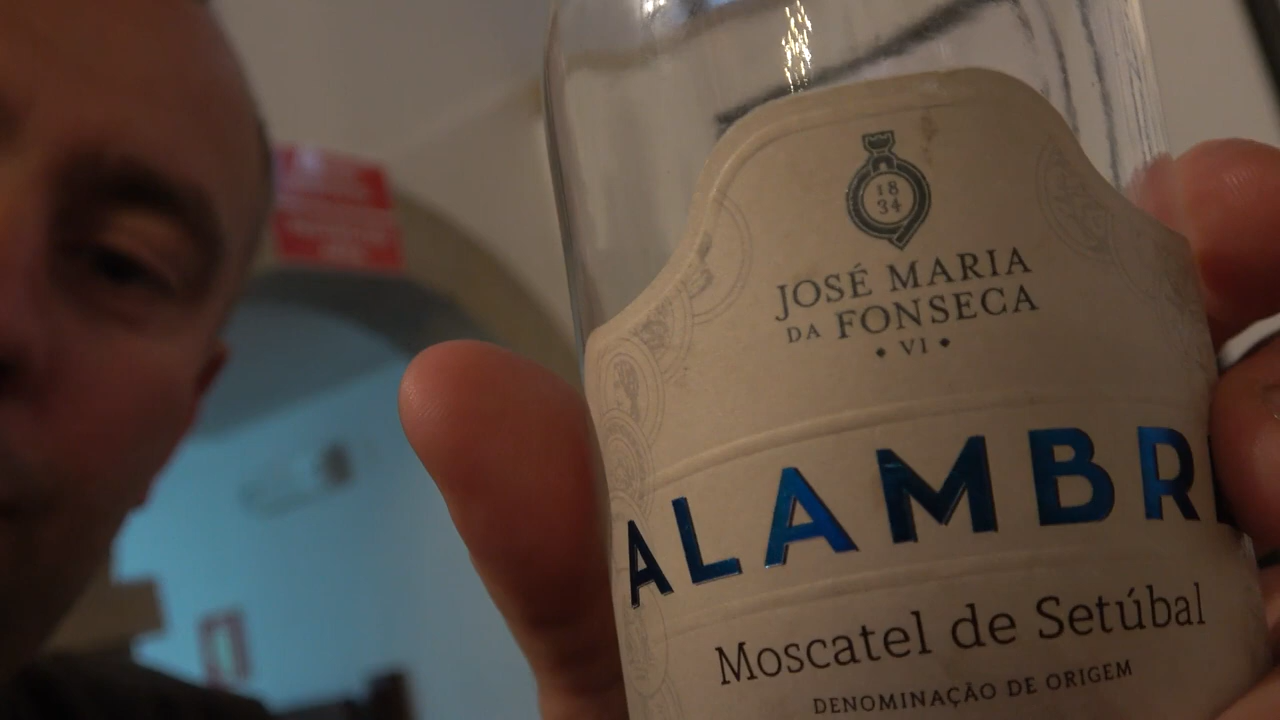 18
34
JOSÉ MARIA
DA FONSECA
• VI •
ALAMBR
Moscatel de Setúbal
DENOMINAÇÃO DE ORIGEM